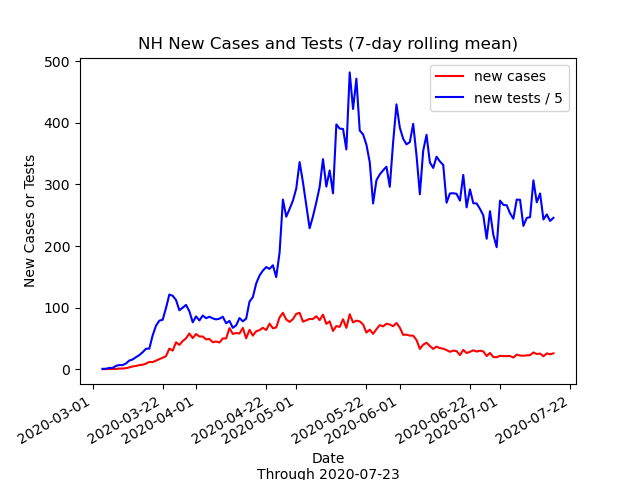 NH New Cases and Tests (7-day rolling mean)
new cases
new tests / 5
New Cases or Tests
500
400
300
200
100
0
2020-03-01
2020-03-22
2020-04-01
2020-04-22
2020-05-01
2020-05-22
2020-06-01
2020-06-22
2020-07-01
2020-07-22
Date
Through 2020-07-23